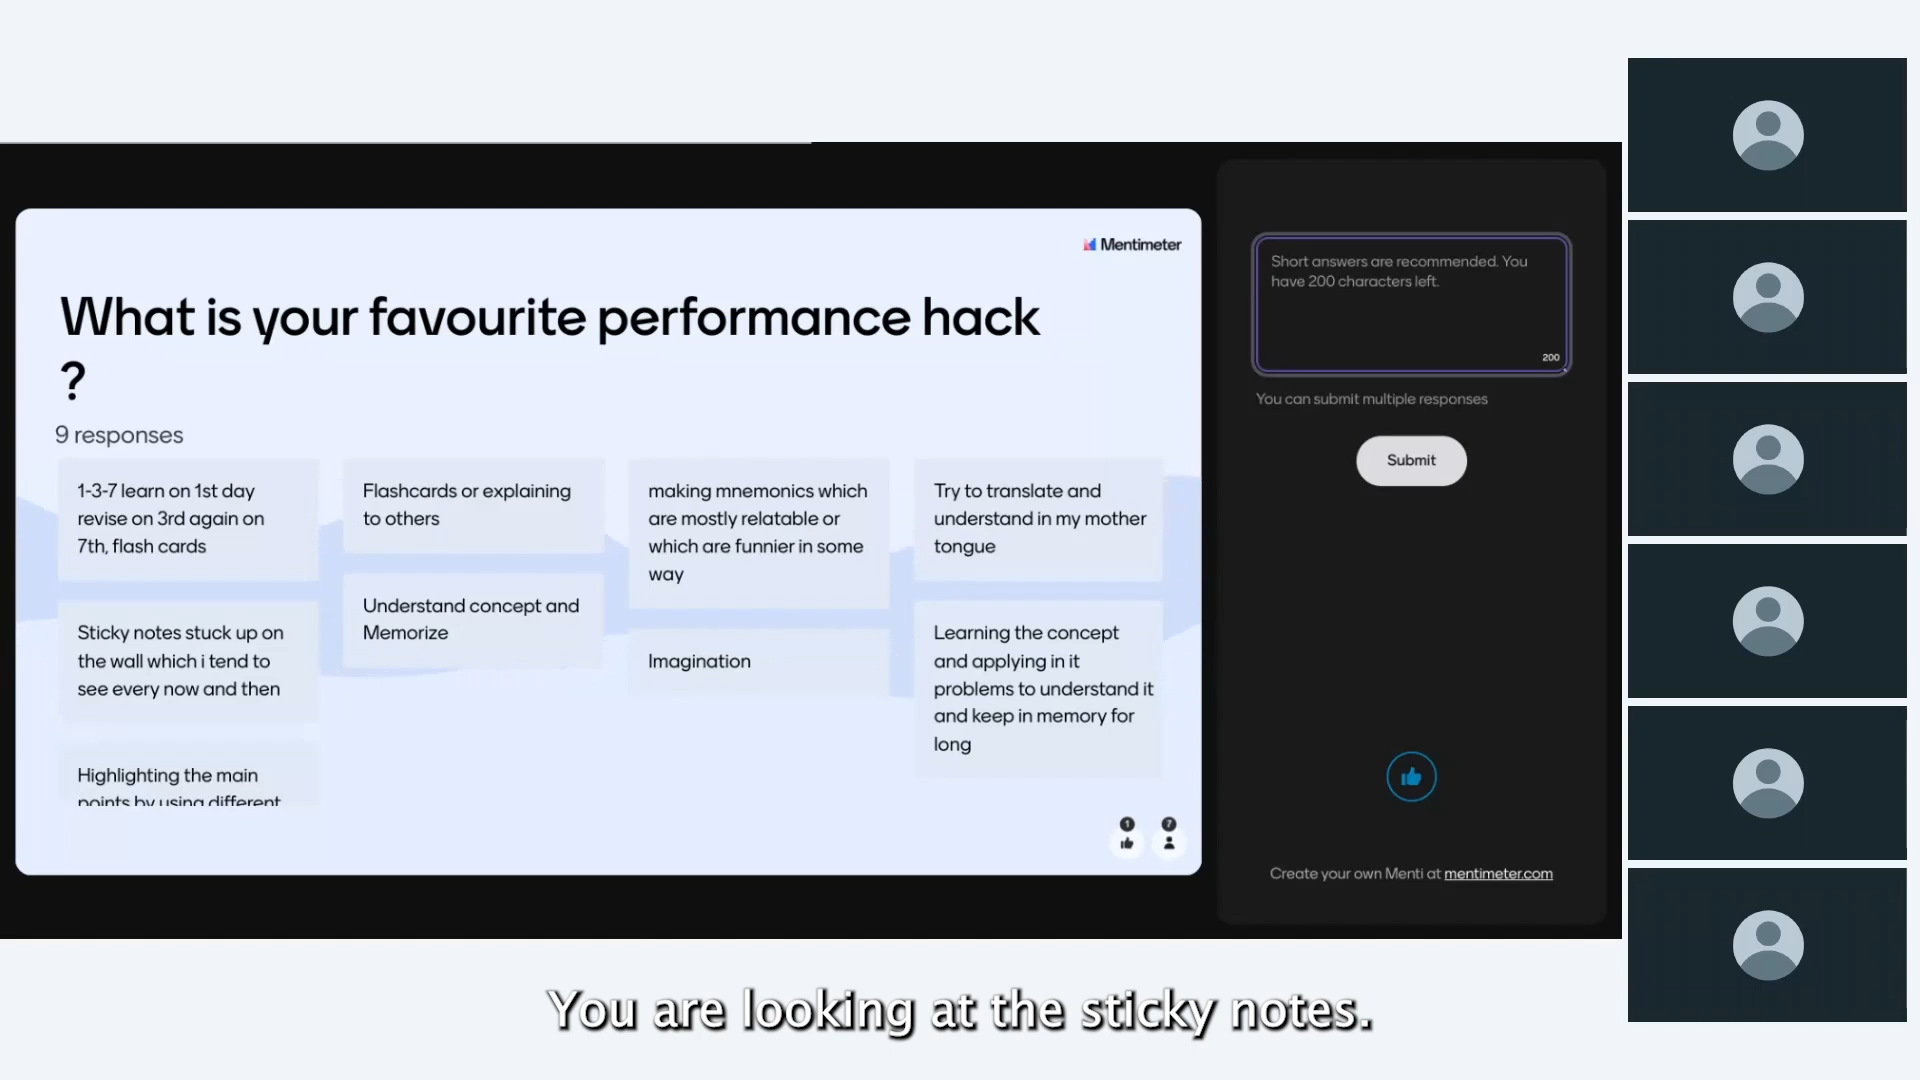 Mentimeter
What is your favourite performance hack
?
9 responses
1-3-7 learn on 1st day
revise on 3rd again on
7th, flash cards
Sticky notes stuck up on
the wall which i tend to
see every now and then
Highlighting the main
points by using different
Flashcards or explaining
to others
Understand concept and
Memorize
making mnemonics which
are mostly relatable or
which are funnier in some
way
Imagination
Try to translate and
understand in my mother
tongue
Learning the concept
and applying in it
problems to understand it
and keep in memory for
long
1
7
Short answers are recommended. You
have 200 characters left.
200
You can submit multiple responses
Submit
Create your own Menti at mentimeter.com
You are looking at the sticky notes.